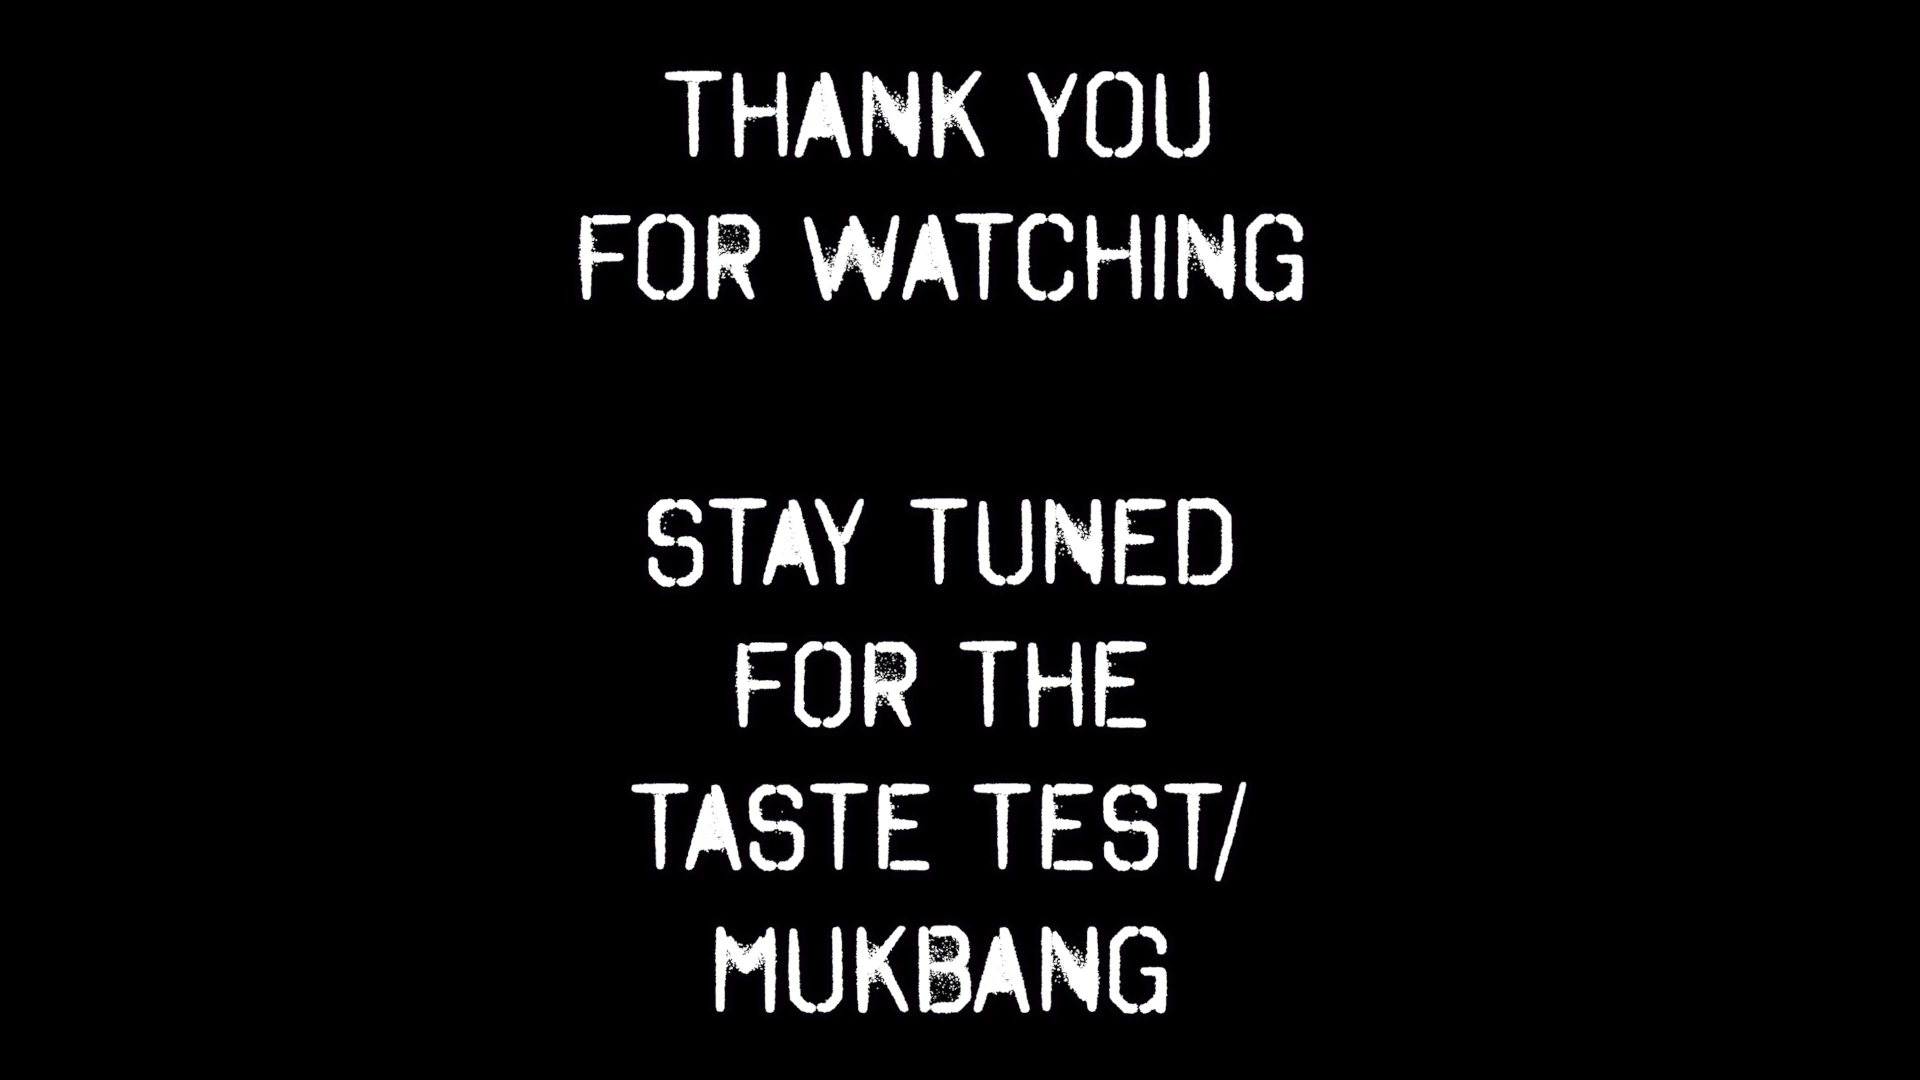 THANK YOU
FOR WATCHING
STAY TUNED
FOR THE
TASTE TEST/
MUKBANG